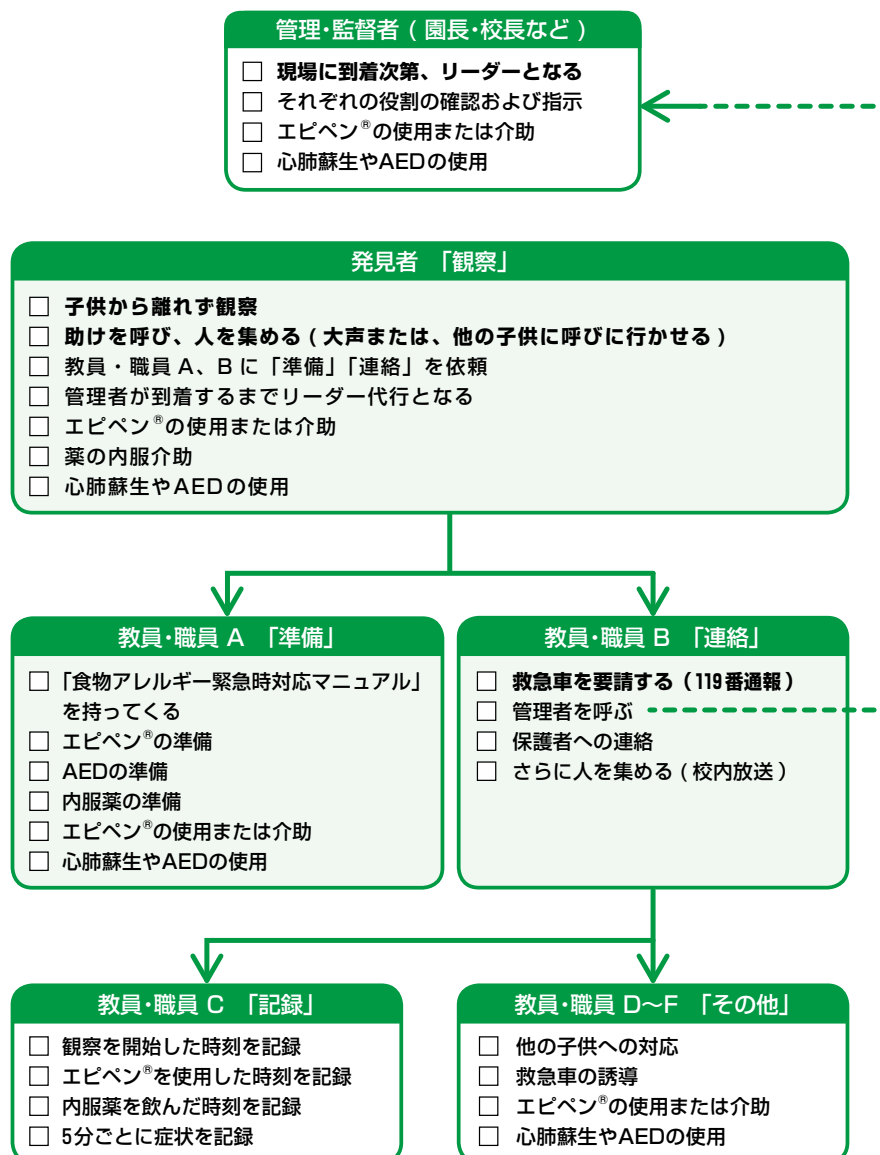 管理・監督者（園長・校長など）
□ 現場に到着次第、リーダーとなる
□ それぞれの役割の確認および指示
□ エピペン®の使用または介助
□ 心肺蘇生やAEDの使用
発見者 「観察」
□ 子供から離れず観察
□ 助けを呼び、人を集める（大声または、他の子供に呼びに行かせる）
□ 教員・職員 A、B に「準備」「連絡」を依頼
□ 管理者が到着するまでリーダー代行となる
□ エピペン®の使用または介助
□ 薬の内服介助
□ 心肺蘇生やAEDの使用
教員・職員 A 「準備」
□ 「食物アレルギー緊急時対応マニュアル」
を持ってくる
□ エピペン®の準備
□ AEDの準備
□ 内服薬の準備
□ エピペン®の使用または介助
□ 心肺蘇生やAEDの使用
教員・職員 B 「連絡」
□ 救急車を要請する（119番通報）
□ 管理者を呼ぶ
□ 保護者への連絡
□ さらに人を集める（校内放送）
教員・職員 C 「記録」
□ 観察を開始した時刻を記録
□ エピペン®を使用した時刻を記録
□ 内服薬を飲んだ時刻を記録
□ 5分ごとに症状を記録
教員・職員 D〜F 「その他」
□ 他の子供への対応
□ 救急車の誘導
□ エピペン®の使用または介助
□ 心肺蘇生やAEDの使用